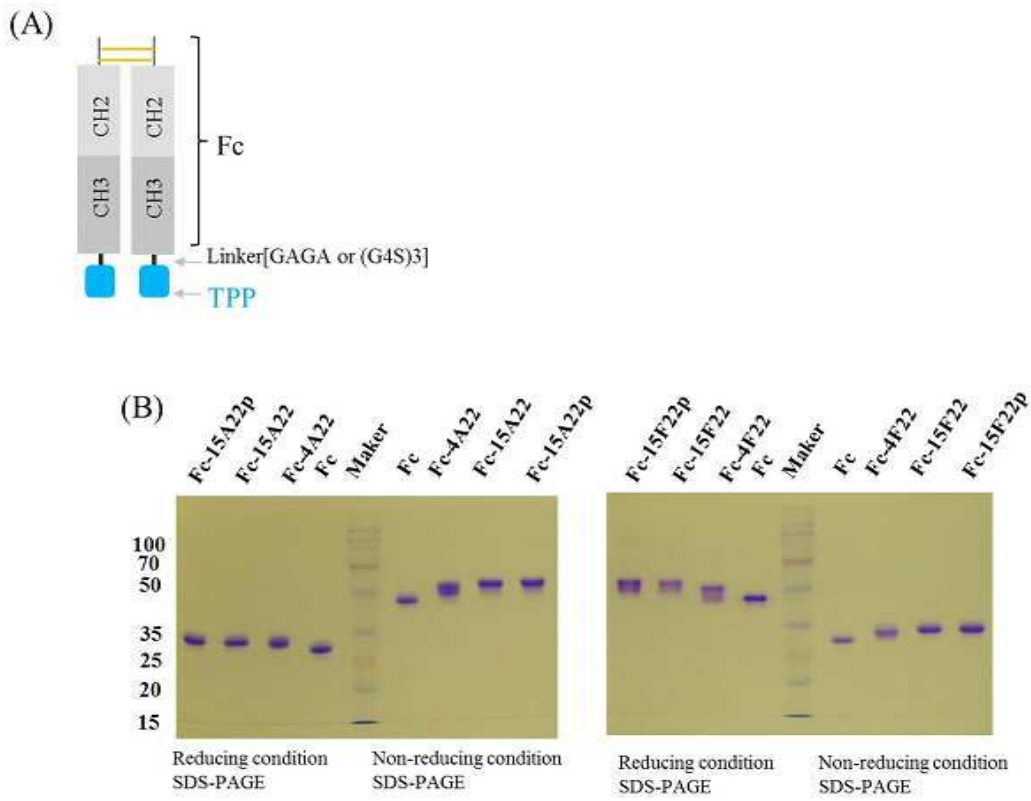 (A)
CH2
CH2
CH3
CH3
Fc
Linker[GAGA or (G4S)3]
TPP
(B)
Fc-15A22p
Fc-15A22
Fc-4A22
Fc
Maker
Fc
Fc-4A22
Fc-15A22
Fc-15A22p
Fc-15F22p
Fc-15F22
Fc-4F22
Fc
Maker
Fc
Fc-4F22
Fc-15F22
Fc-15F22p
100
70
50
35
25
20
15
Reducing condition
SDS-PAGE
Non-reducing condition
SDS-PAGE
Reducing condition
SDS-PAGE
Non-reducing condition
SDS-PAGE